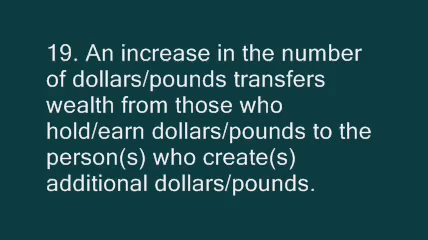 19. An increase in the number
of dollars/pounds transfers
wealth from those who
hold/earn dollars/pounds to the
person(s) who create(s)
additional dollars/pounds.